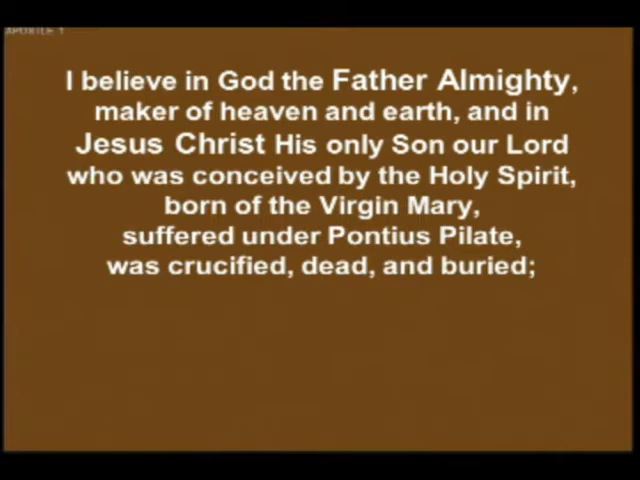 APOSTLE 1
I believe in God the Father Almighty,
maker of heaven and earth, and in
Jesus Christ His only Son our Lord
who was conceived by the Holy Spirit,
born of the Virgin Mary,
suffered under Pontius Pilate,
was crucified, dead, and buried;